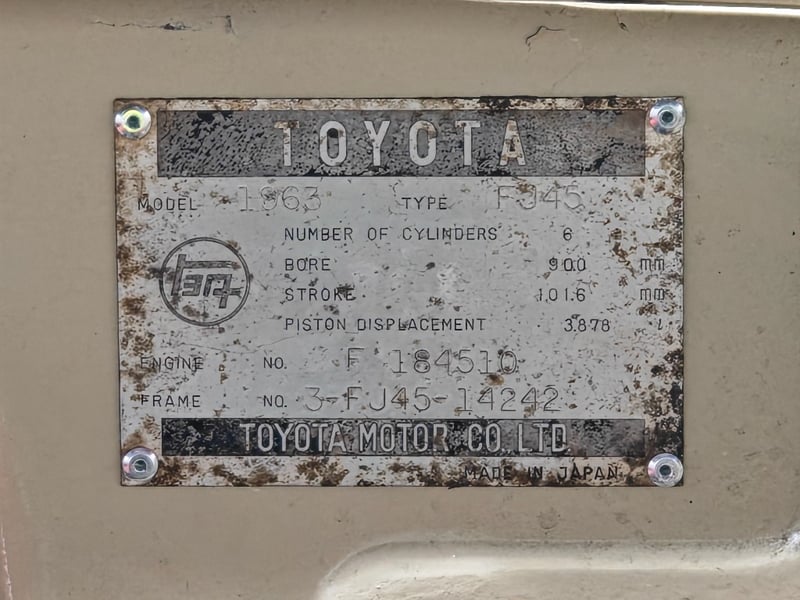 TOYOTA
MODEL 1963 TYPE FJ45
NUMBER OF CYLINDERS 6
BORE 90.0 mm
STROKE 101.6 mm
PISTON DISPLACEMENT 3.878 l
ENGINE NO. F 184510
FRAME NO. 3-FJ45-14242
TOYOTA MOTOR CO., LTD
MADE IN JAPAN